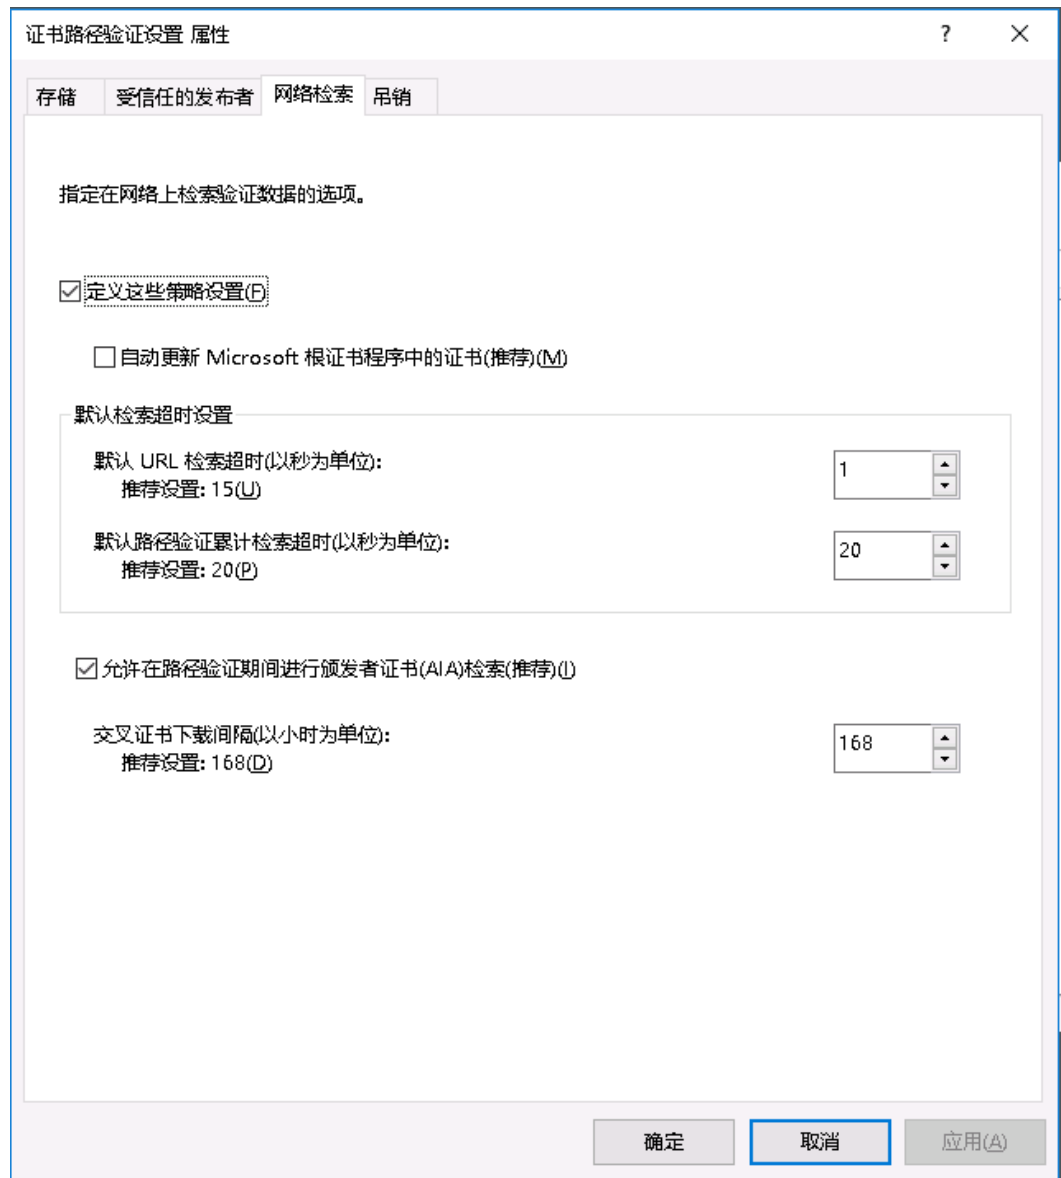 证书路径验证设置 属性
?
存储 受信任的发布者 网络检索 吊销
指定在网络上检索验证数据的选项。
定义这些策略设置(F)
自动更新 Microsoft 根证书程序中的证书(推荐)(M)
默认检索超时设置
默认 URL 检索超时(以秒为单位): 1
推荐设置: 15(U)
默认路径验证累计检索超时(以秒为单位): 20
推荐设置: 20(P)
允许在路径验证期间进行颁发者证书(AIA)检索(推荐)(I)
交叉证书下载间隔(以小时为单位): 168
推荐设置: 168(D)
确定 取消 应用(A)